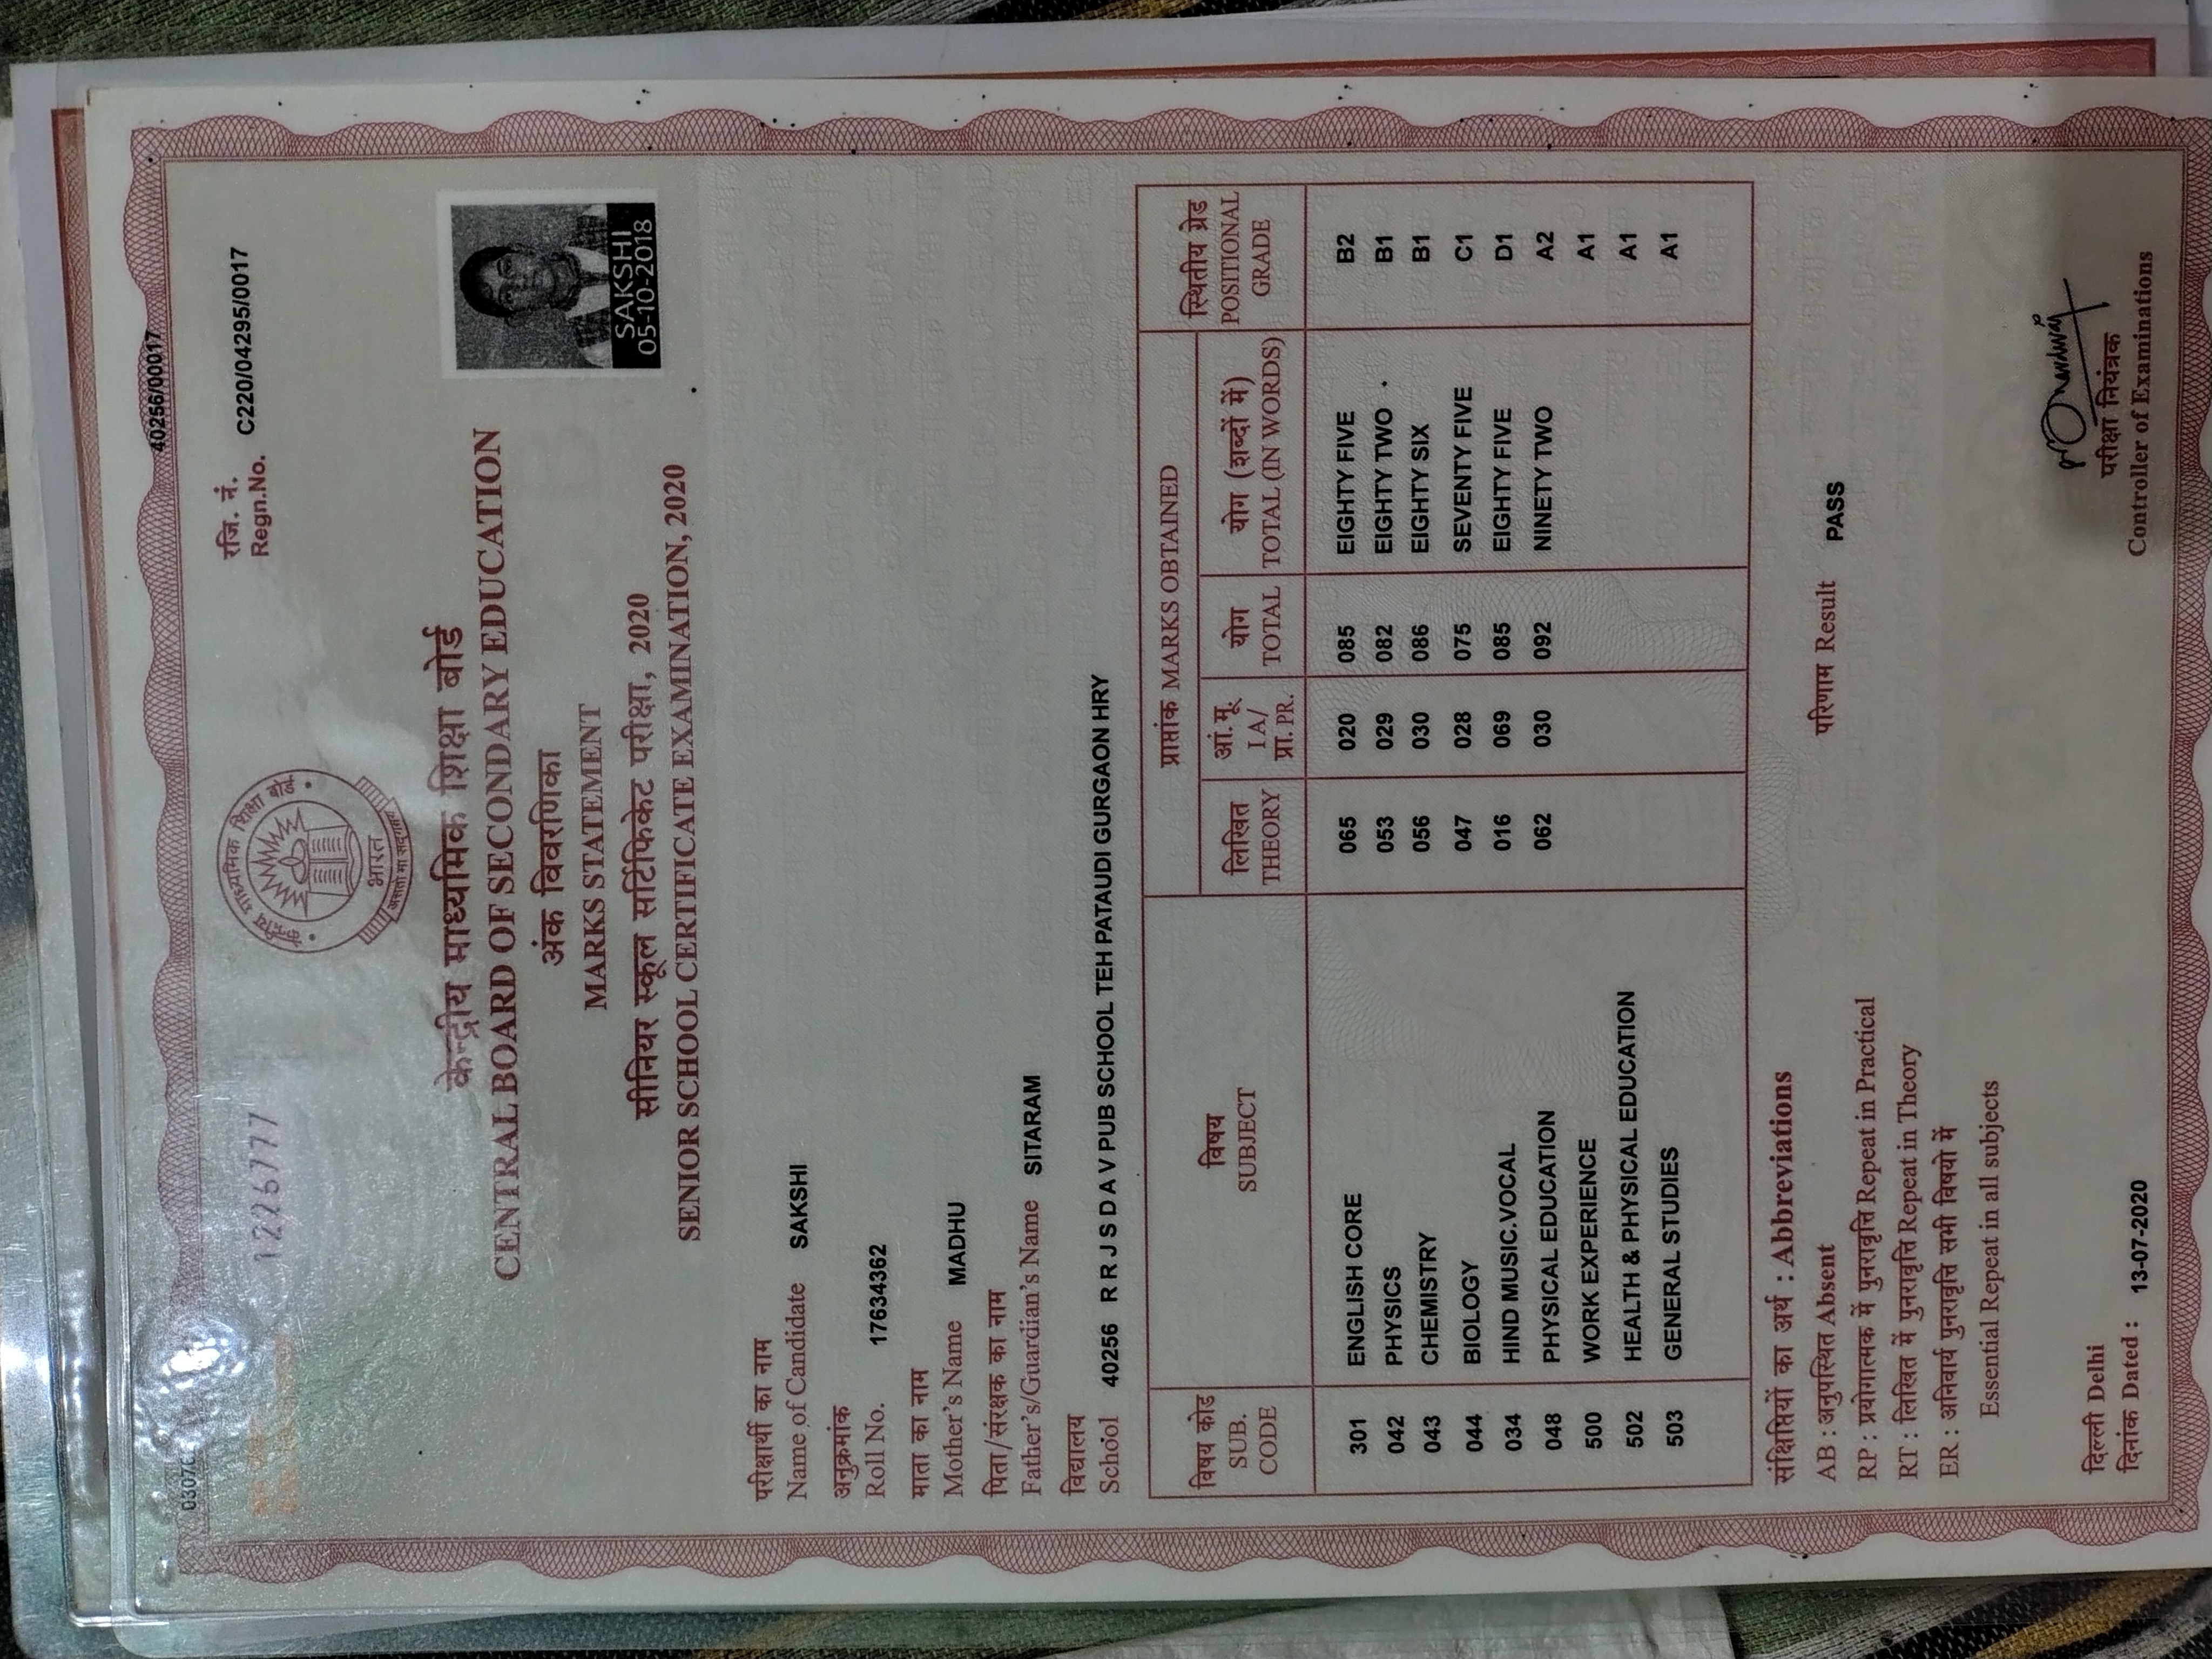 40256/00017
रजि. नं.
Regn.No. C220/04295/0017
1226777
केन्द्रीय माध्यमिक शिक्षा बोर्ड
भारत
असतो मा सद्गमय
केन्द्रीय माध्यमिक शिक्षा बोर्ड
CENTRAL BOARD OF SECONDARY EDUCATION
अंक विवरणिका
MARKS STATEMENT
सीनियर स्कूल सर्टिफिकेट परीक्षा, 2020
SENIOR SCHOOL CERTIFICATE EXAMINATION, 2020
SAKSHI
05-10-2018
परीक्षार्थी का नाम
Name of Candidate SAKSHI
अनुक्रमांक
Roll No. 17634362
माता का नाम
Mother's Name MADHU
पिता/संरक्षक का नाम
Father's/Guardian's Name SITARAM
विद्यालय
School 40256 R R J S D A V PUB SCHOOL TEH PATAUDI GURGAON HRY
विषय कोड विषय प्राप्तांक MARKS OBTAINED स्थितीय ग्रेड
SUB. CODE SUBJECT लिखित THEORY आं.मू. I A/ प्रा. PR. योग TOTAL योग (शब्दों में) TOTAL (IN WORDS) POSITIONAL GRADE
301 ENGLISH CORE 065 020 085 EIGHTY FIVE B2
042 PHYSICS 053 029 082 EIGHTY TWO B1
043 CHEMISTRY 056 030 086 EIGHTY SIX B1
044 BIOLOGY 047 028 075 SEVENTY FIVE C1
034 HIND MUSIC.VOCAL 016 069 085 EIGHTY FIVE D1
048 PHYSICAL EDUCATION 062 030 092 NINETY TWO A2
500 WORK EXPERIENCE A1
502 HEALTH & PHYSICAL EDUCATION A1
503 GENERAL STUDIES A1
संक्षिप्तियों का अर्थ : Abbreviations
AB : अनुपस्थित Absent
परिणाम Result PASS
RP : प्रयोगात्मक में पुनरावृत्ति Repeat in Practical
RT : लिखित में पुनरावृत्ति Repeat in Theory
ER : अनिवार्य पुनरावृत्ति सभी विषयो में
Essential Repeat in all subjects
दिल्ली Delhi
दिनांक Dated : 13-07-2020
परीक्षा नियंत्रक
Controller of Examinations